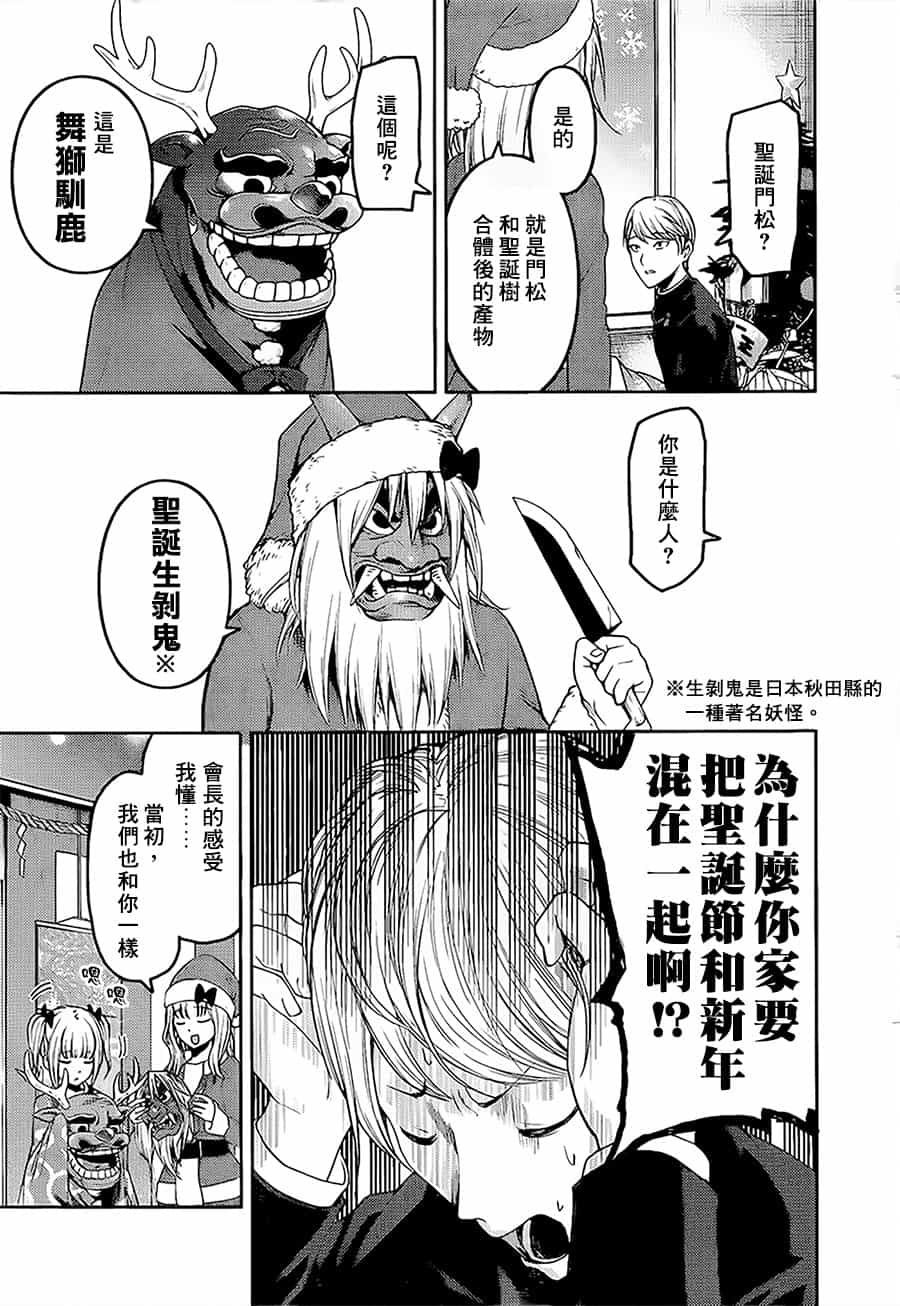 聖誕門松?
是的
就是門松
和聖誕樹
合體後的產物
這個呢?
這是
舞獅馴鹿
你是什麼人?
聖誕生剝鬼※
※生剝鬼是日本秋田縣的
一種著名妖怪。
為什麼你家要
把聖誕節和新年
混在一起啊!?
會長的感受
我懂……
當初,
我們也和你一樣
嗯
嗯